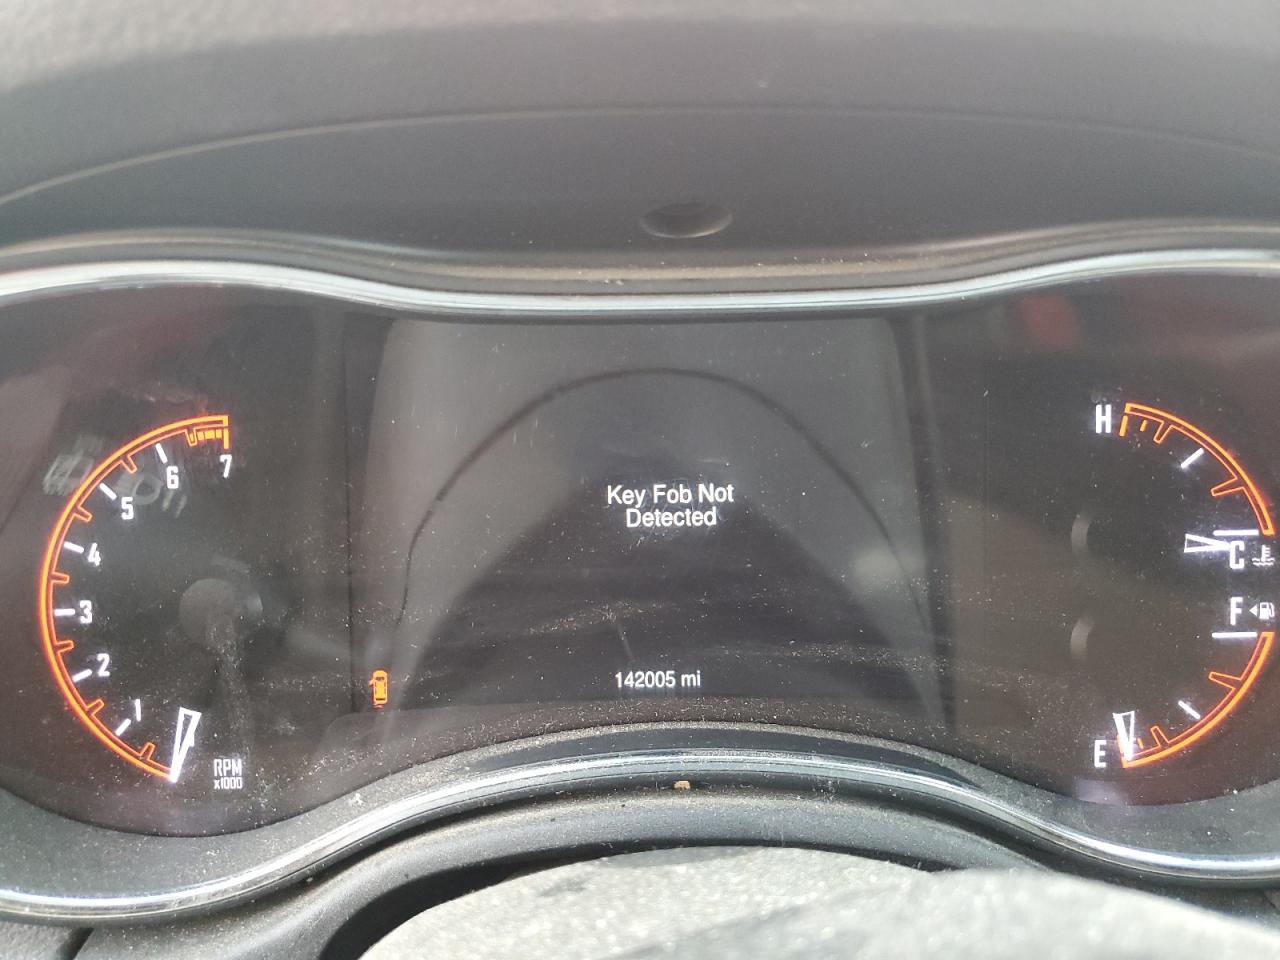 Key Fob Not
Detected
142005 mi
7
6
5
4
3
2
1
RPM
x1000
H
C
F
E